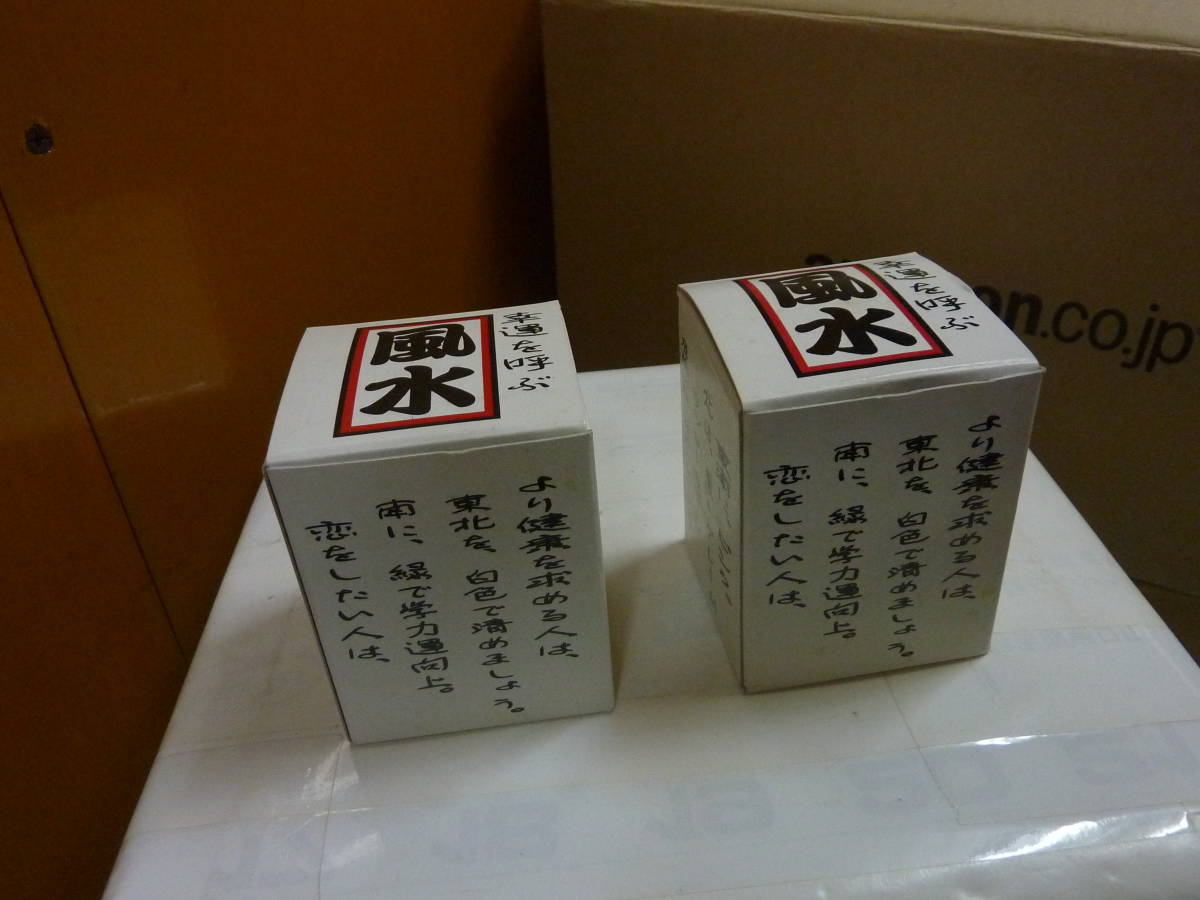 幸運を呼ぶ
風水
より健康を求める人は、
東北を、白色で清めましょう。
南に、緑で学力運向上。
恋をしたい人は、
幸運を呼ぶ
風水
より健康を求める人は、
東北を、白色で清めましょう。
南に、緑で学力運向上。
恋をしたい人は、
on.co.jp